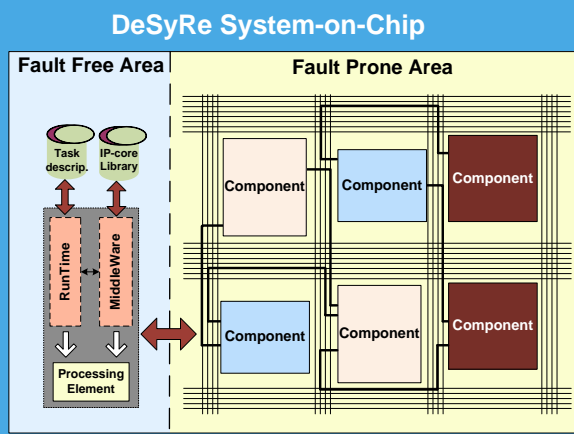 DeSyRe System-on-Chip
Fault Free Area
Fault Prone Area
Task
descrip.
IP-core
Library
RunTime
MiddleWare
Processing
Element
Component
Component
Component
Component
Component
Component